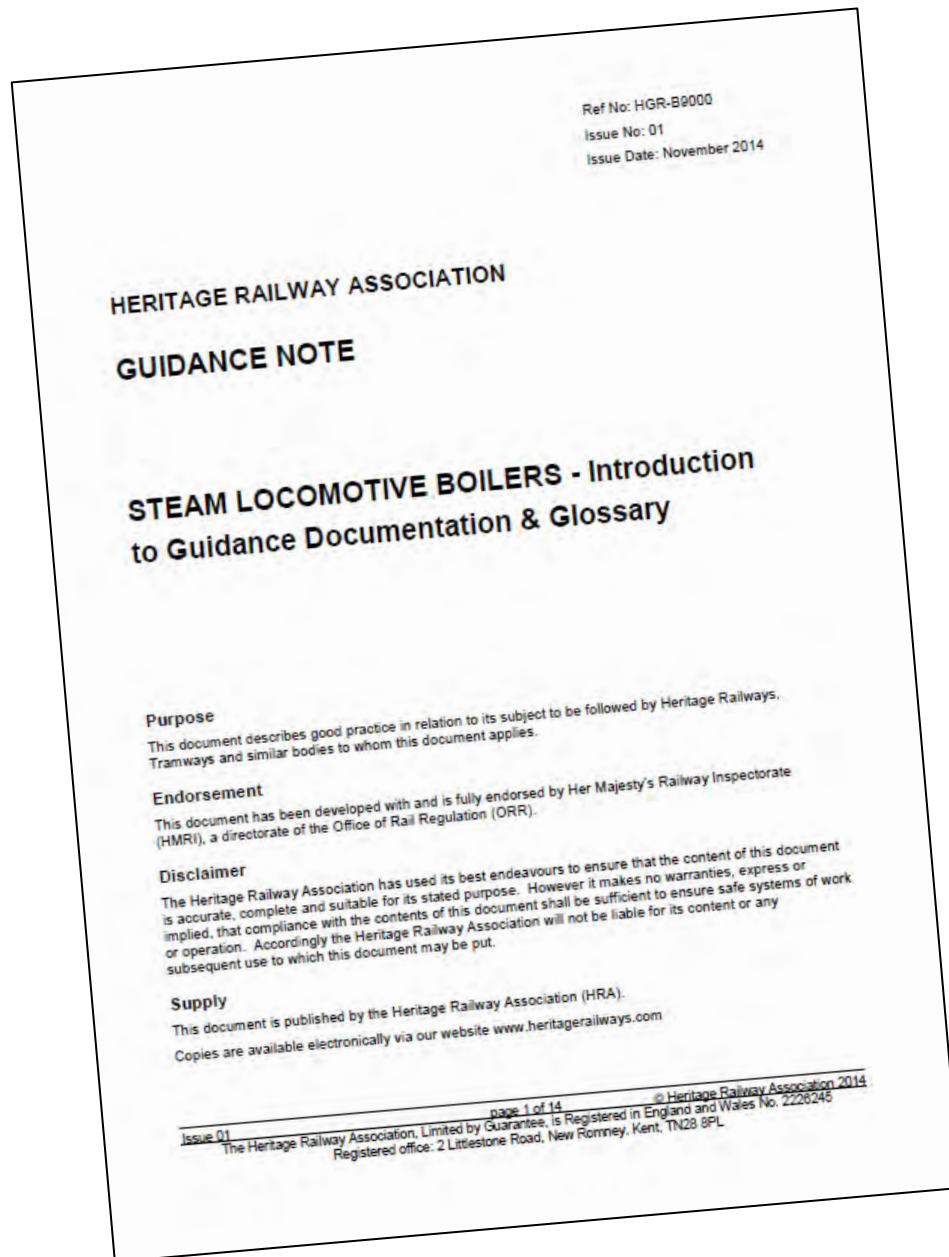 Ref No: HGR-B9000
Issue No: 01
Issue Date: November 2014
HERITAGE RAILWAY ASSOCIATION
GUIDANCE NOTE
STEAM LOCOMOTIVE BOILERS - Introduction
to Guidance Documentation & Glossary
Purpose
This document describes good practice in relation to its subject to be followed by Heritage Railways,
Tramways and similar bodies to whom this document applies.
Endorsement
This document has been developed with and is fully endorsed by Her Majesty's Railway Inspectorate
(HMRI), a directorate of the Office of Rail Regulation (ORR).
Disclaimer
The Heritage Railway Association has used its best endeavours to ensure that the content of this document
is accurate, complete and suitable for its stated purpose. However it makes no warranties, express or
implied, that compliance with the contents of this document shall be sufficient to ensure safe systems of work
or operation. Accordingly the Heritage Railway Association will not be liable for its content or any
subsequent use to which this document may be put.
Supply
This document is published by the Heritage Railway Association (HRA).
Copies are available electronically via our website www.heritagerailways.com
Issue 01 page 1 of 14 © Heritage Railway Association 2014
The Heritage Railway Association, Limited by Guarantee, is Registered in England and Wales No. 2226245
Registered office: 2 Littlestone Road, New Romney, Kent, TN28 8PL